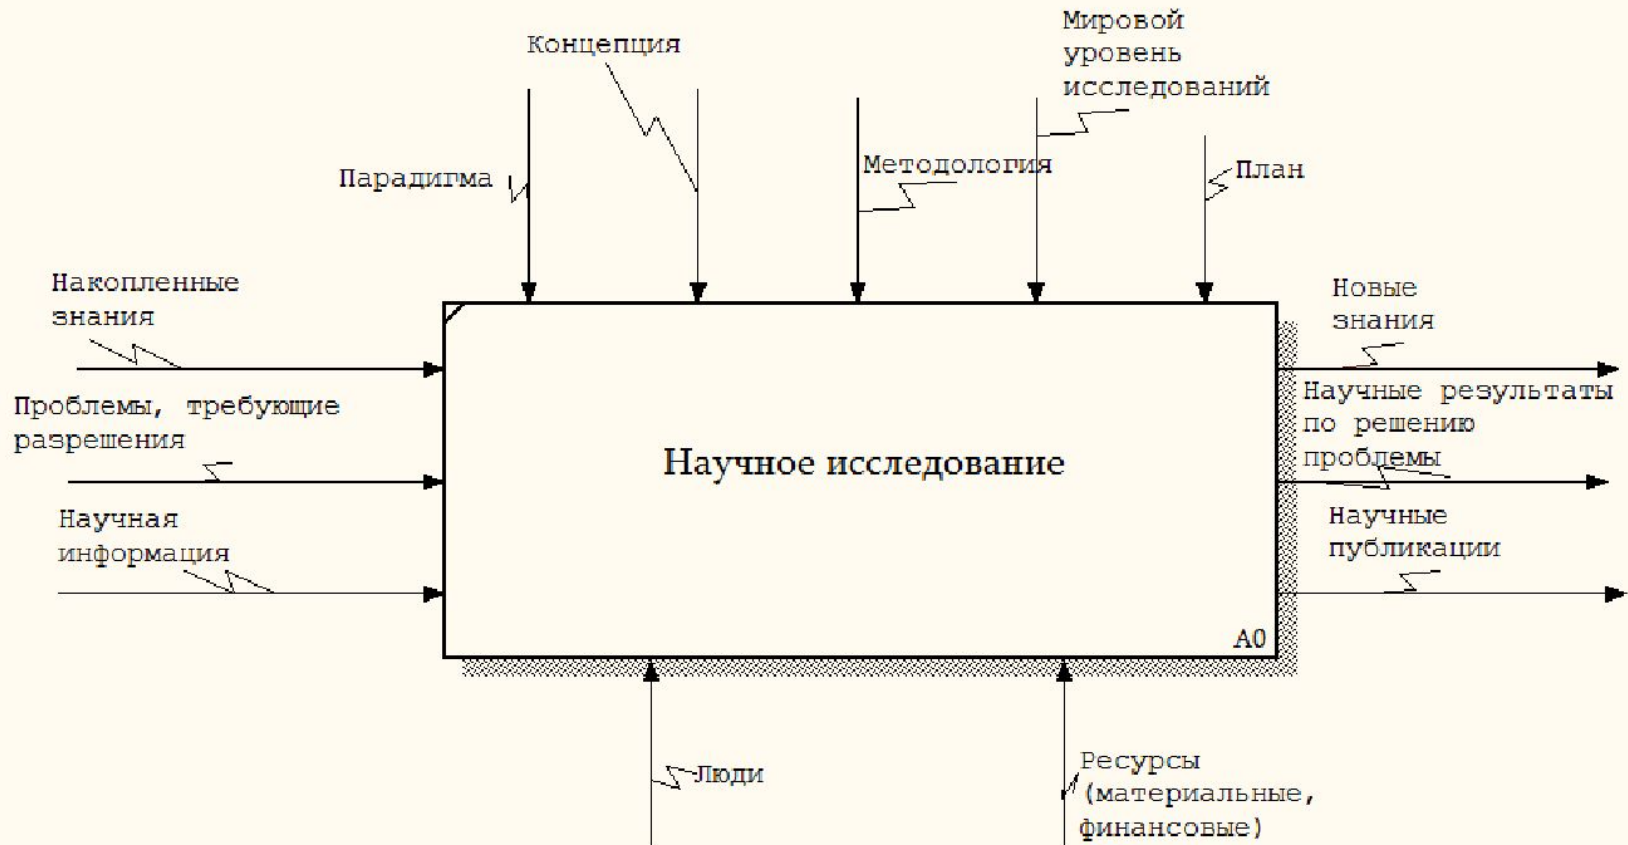 Мировой
уровень
исследований
Концепция
Парадигма
Методология
План
Накопленные
знания
Проблемы, требующие
разрешения
Научная
информация
Научное исследование
A0
Новые
знания
Научные результаты
по решению
проблемы
Научные
публикации
Люди
Ресурсы
(материальные,
финансовые)